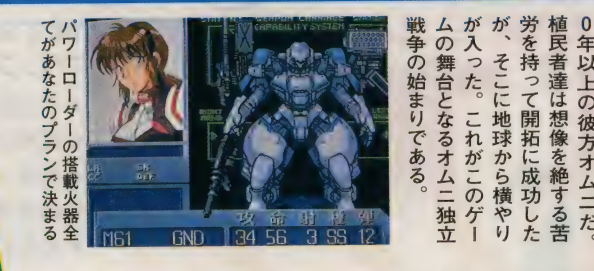 0年以上の彼方オムニだ。
植民者達は想像を絶する苦
労を持って開拓に成功した
が、そこに地球から横やり
が入った。これがこのゲー
ムの舞台となるオムニ独立
戦争の始まりである。
WEAPON CARRIAGE
CAPABILITY SYSTEM
攻 命 射 種 弾
M61 GND 34 56 3 SS 12
パワーローダーの搭載火器全
てがあなたのプランで決まる